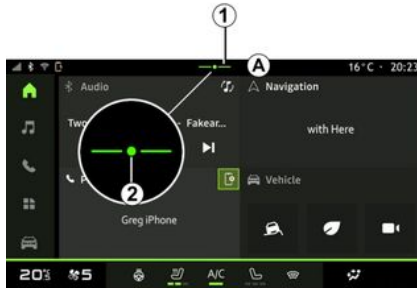 1
A
16°C · 20:23
Audio
Navigation
Two
Fakear...
with Here
P
2
Vehicle
Greg iPhone
20°⁵
5
A/C